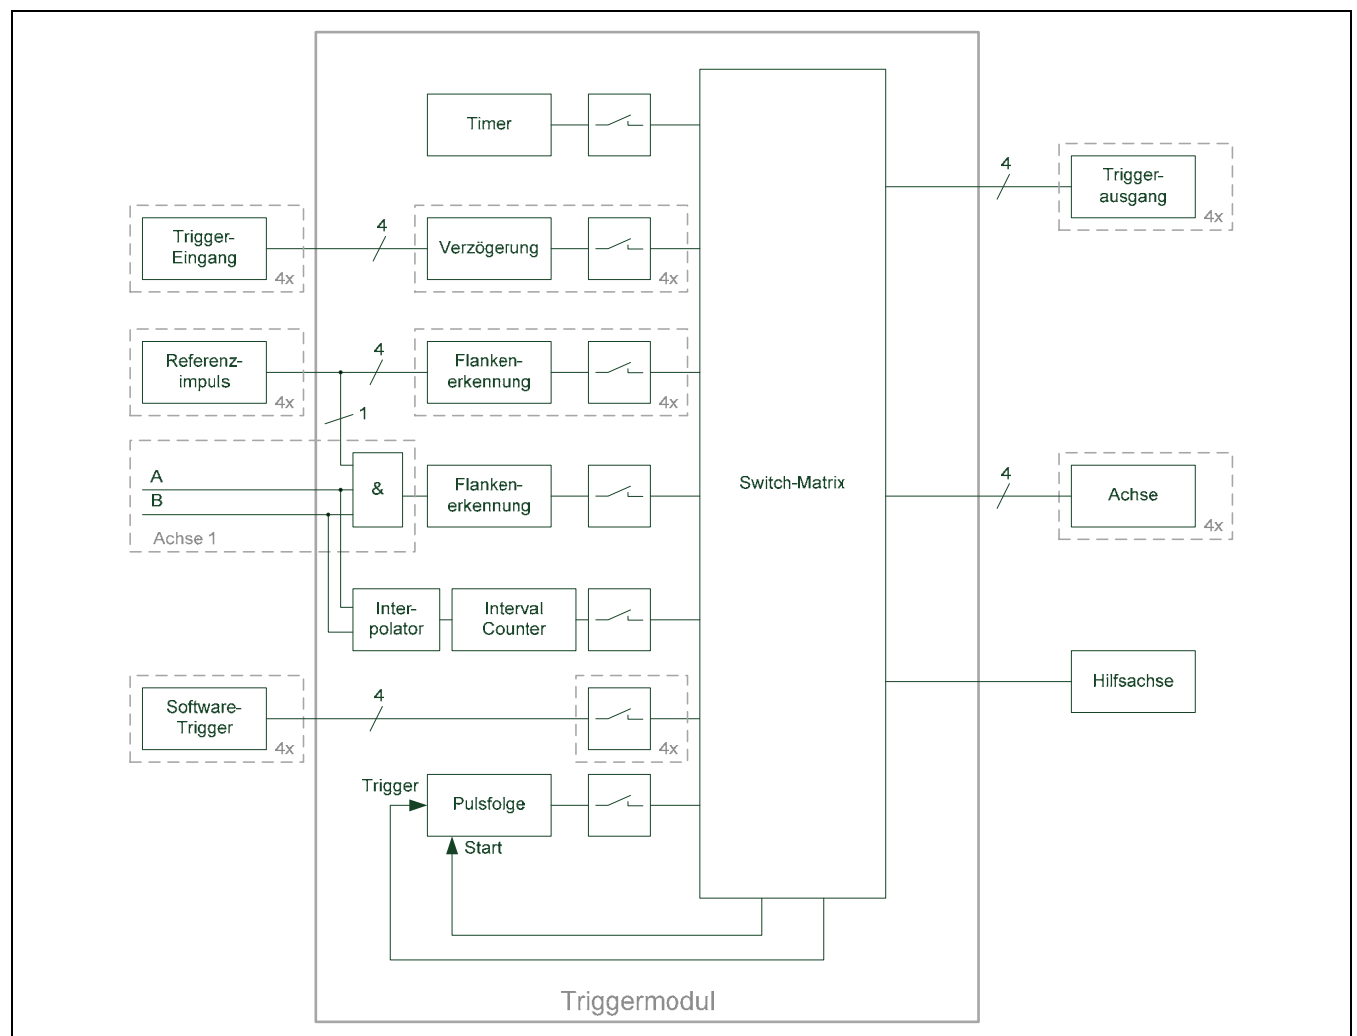 Timer
4
Trigger-
ausgang
4x
Trigger-
Eingang
4x
4
Verzögerung
4x
Referenz-
impuls
4x
4
Flanken-
erkennung
4x
1
A
B
&
Achse 1
Flanken-
erkennung
Switch-Matrix
4
Achse
4x
Inter-
polator
Interval
Counter
Software-
Trigger
4x
4
4x
Hilfsachse
Trigger
Pulsfolge
Start
Triggermodul